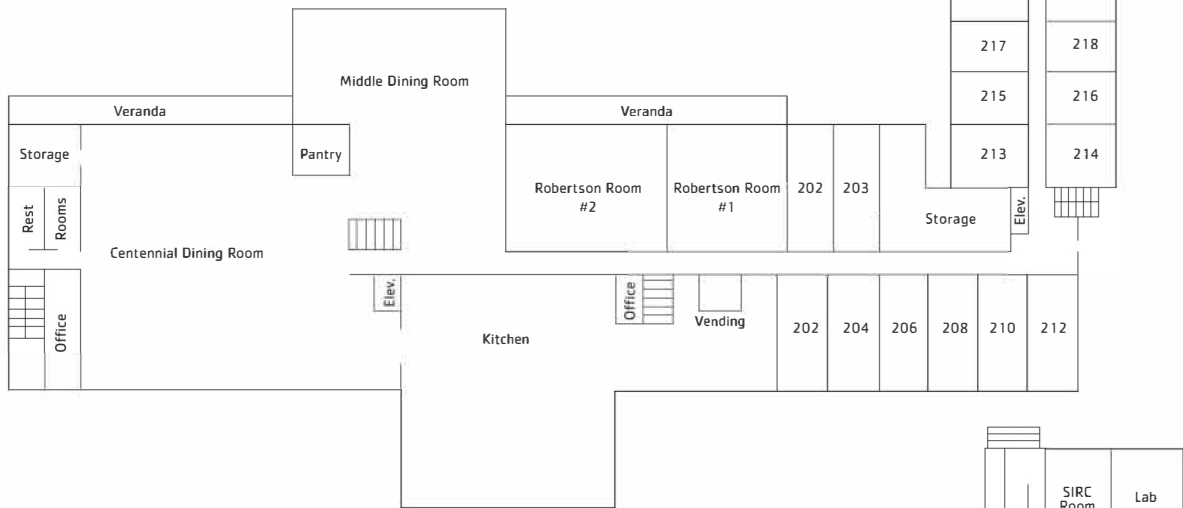 217
218
Middle Dining Room
Veranda
Veranda
215
216
Storage
Pantry
213
214
Rest
Rooms
Robertson Room
#2
Robertson Room
#1
202
203
Storage
Elev.
Centennial Dining Room
Elev.
Office
Office
Vending
Kitchen
202
204
206
208
210
212
SIRC
Room
Lab